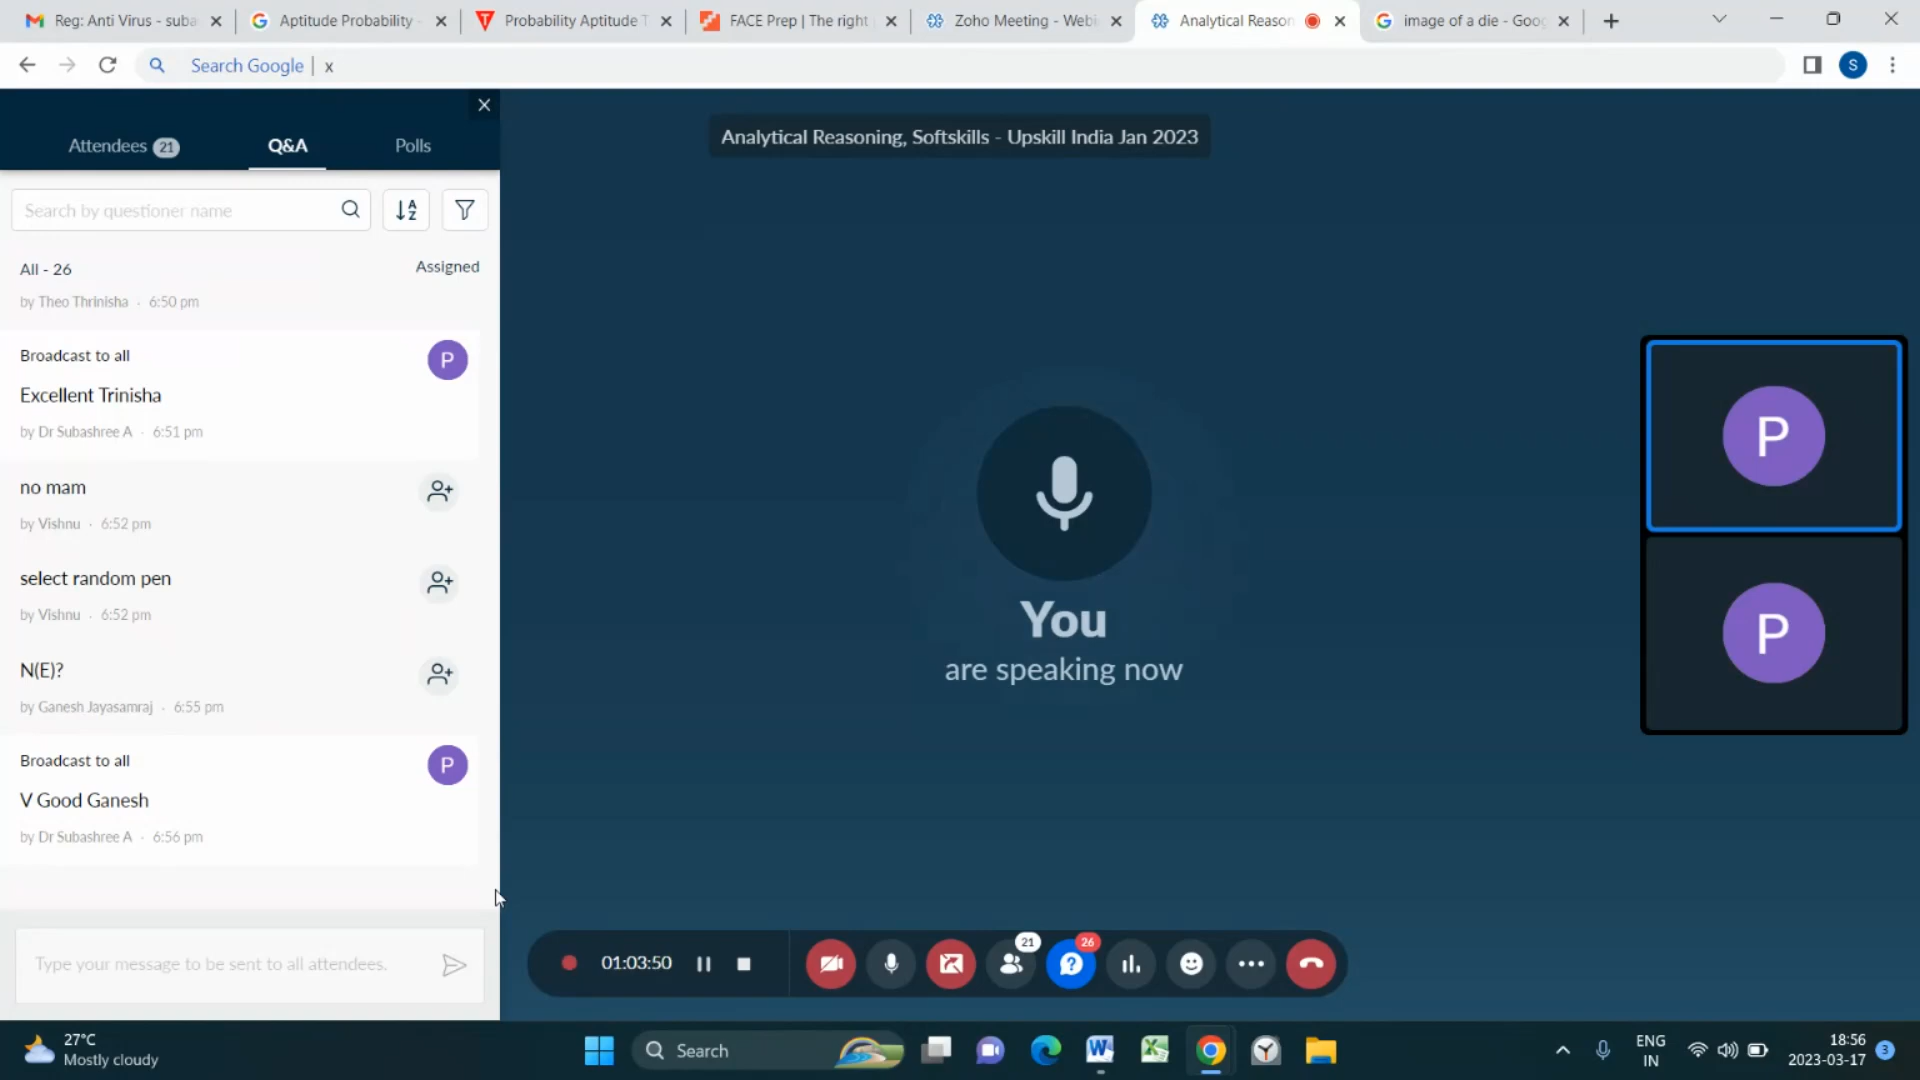 Reg: Anti Virus - suba
Aptitude Probability -
Probability Aptitude T
FACE Prep | The right
Zoho Meeting - Webi
Analytical Reason
image of a die - Goo
Search Google | x
S
Attendees 21
Q&A
Polls
Analytical Reasoning, Softskills - Upskill India Jan 2023
Search by questioner name
All - 26
Assigned
by Theo Thrinisha · 6:50 pm
Broadcast to all
P
Excellent Trinisha
by Dr Subashree A · 6:51 pm
no mam
by Vishnu · 6:52 pm
select random pen
by Vishnu · 6:52 pm
N(E)?
by Ganesh Jayasamraj · 6:55 pm
Broadcast to all
P
V Good Ganesh
by Dr Subashree A · 6:56 pm
Type your message to be sent to all attendees.
You
are speaking now
P
P
01:03:50
21
26
27°C
Mostly cloudy
Search
ENG
IN
18:56
2023-03-17
3